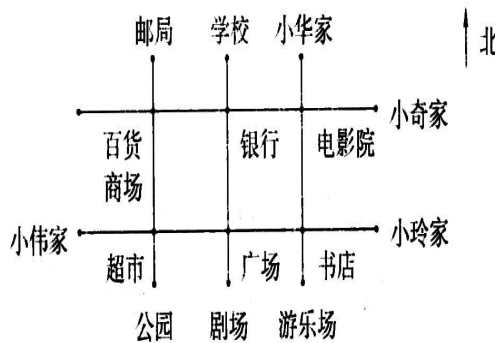 邮局 学校 小华家
北
小奇家
百货 银行 电影院
商场
小伟家 小玲家
超市 广场 书店
公园 剧场 游乐场